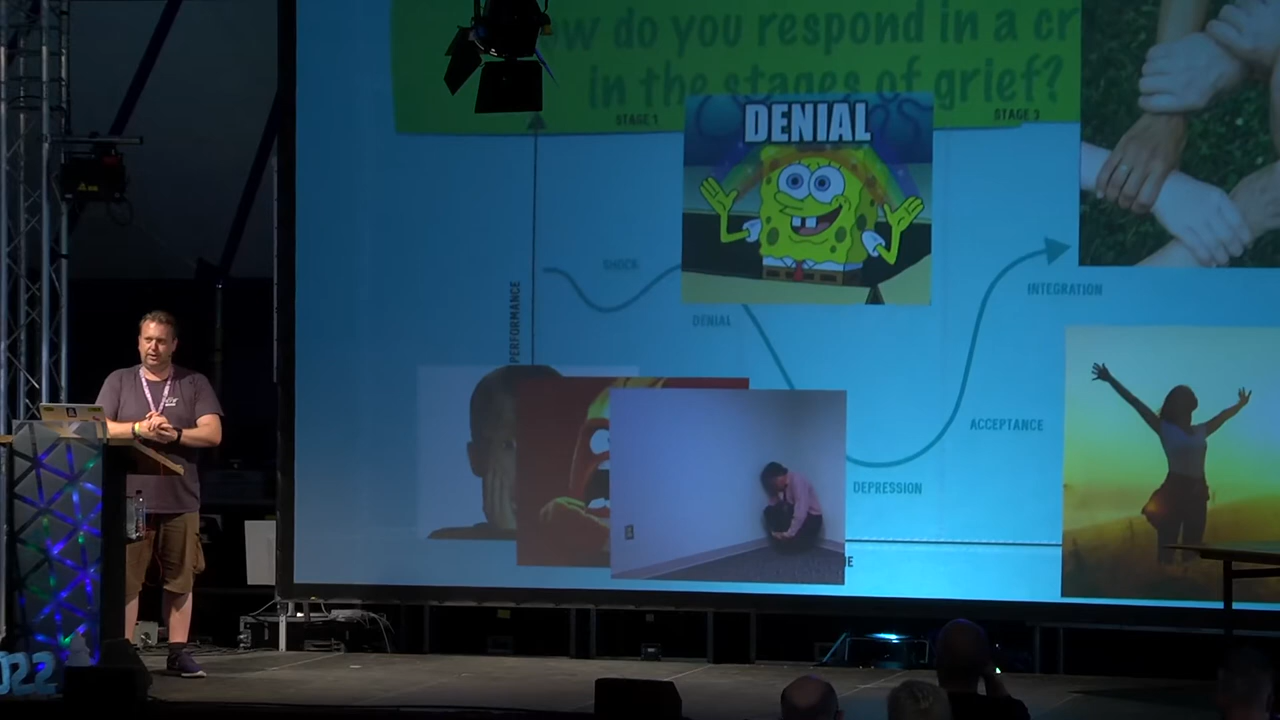 w do you respond in a cr
in the stages of grief?
STAGE 1
STAGE 3
DENIAL
SHOCK
PERFORMANCE
INTEGRATION
DENIAL
ACCEPTANCE
DEPRESSION